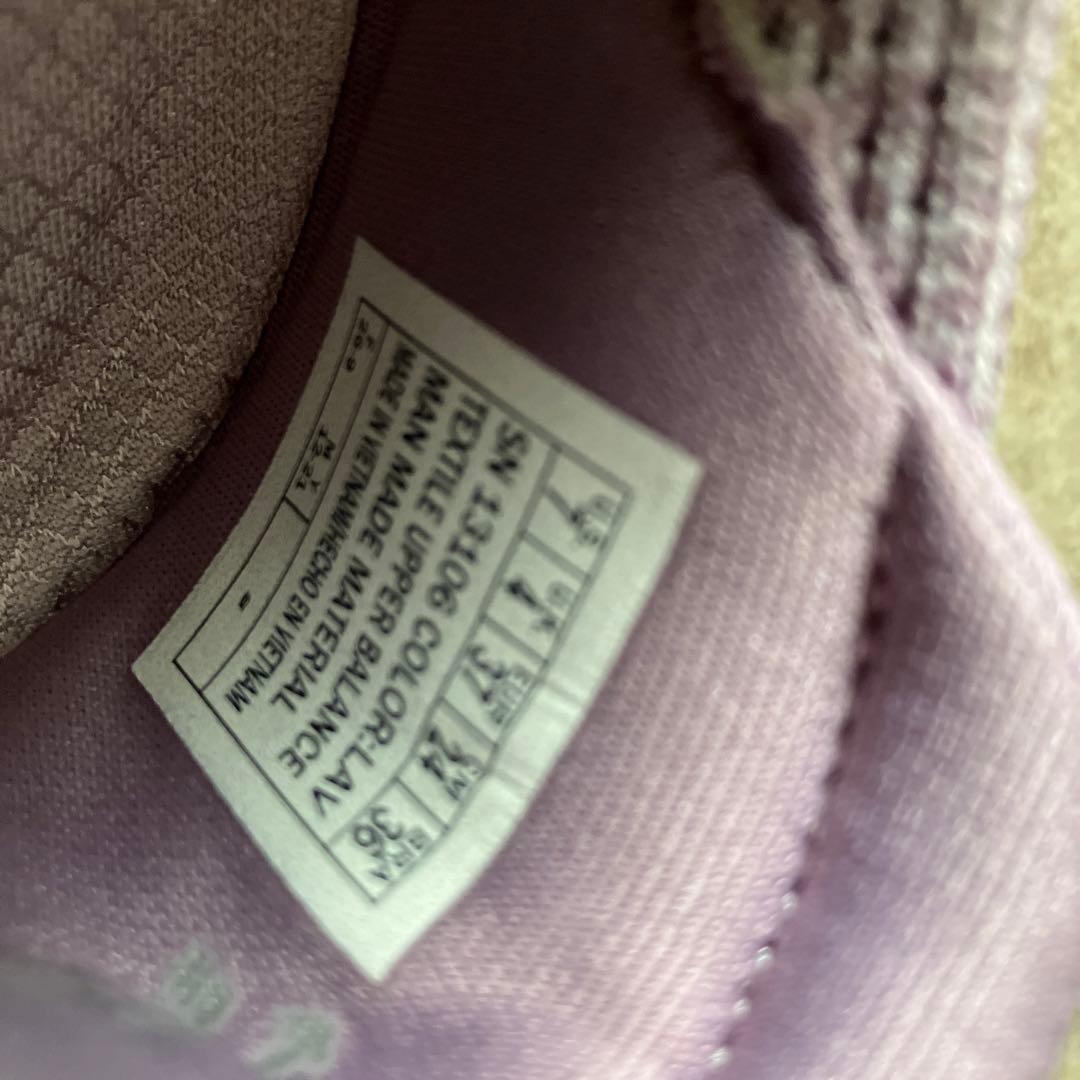 US UK EUR CM BRA
7 4 37 24 36
SN 13106 COLOR:LAV
TEXTILE UPPER BALANCE
MAN MADE MATERIAL
MADE IN VIETNAM/HECHO EN VIETNAM